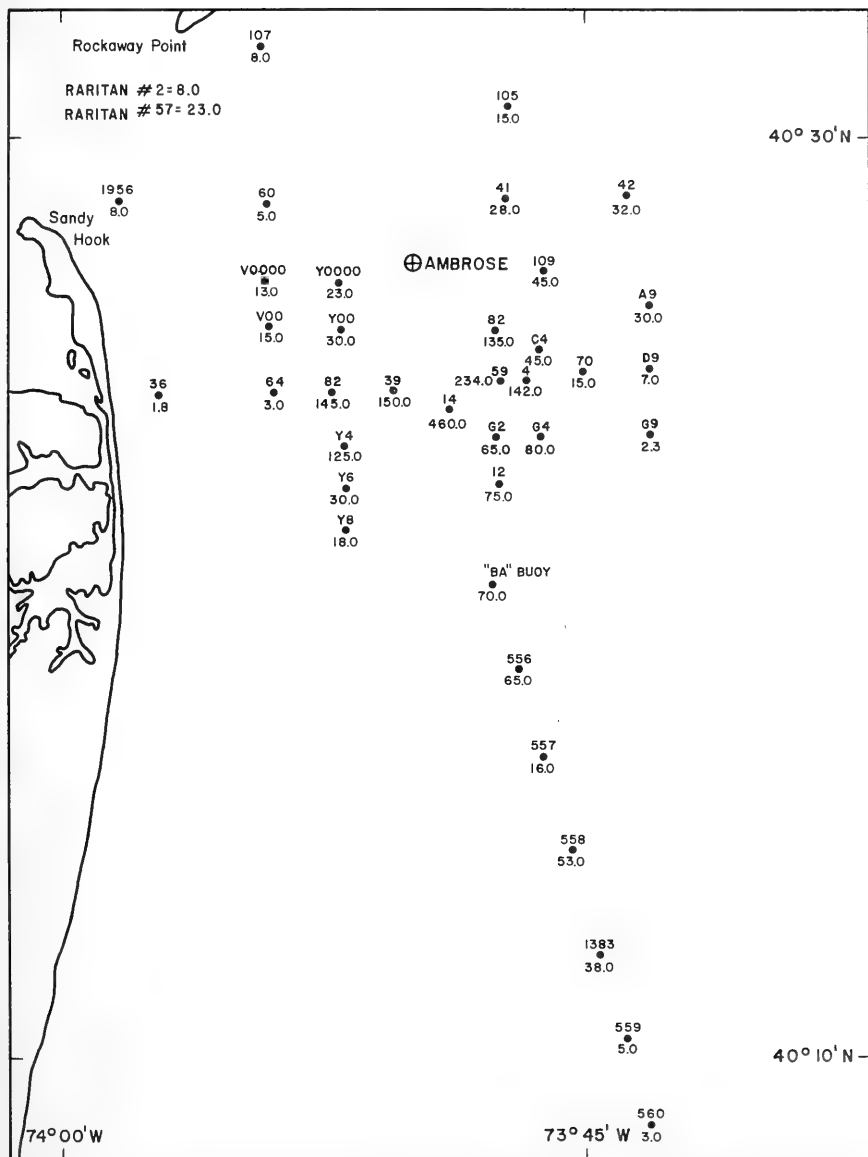 107
Rockaway Point
8.0
RARITAN #2=8.0
RARITAN #57=23.0
105
15.0
40° 30' N
1956
8.0
60
5.0
41
28.0
42
32.0
Sandy
Hook
AMBROSE
109
45.0
V0000
13.0
Y0000
23.0
A9
30.0
V00
15.0
Y00
30.0
82
135.0
C4
45.0
70
15.0
D9
7.0
36
1.8
64
3.0
82
145.0
39
150.0
14
460.0
59
234.0
4
142.0
G2
65.0
G4
80.0
G9
2.3
Y4
125.0
Y6
30.0
12
75.0
Y8
18.0
"BA" BUOY
70.0
556
65.0
557
16.0
558
53.0
1383
38.0
559
5.0
40° 10' N
560
3.0
74° 00' W
73° 45' W